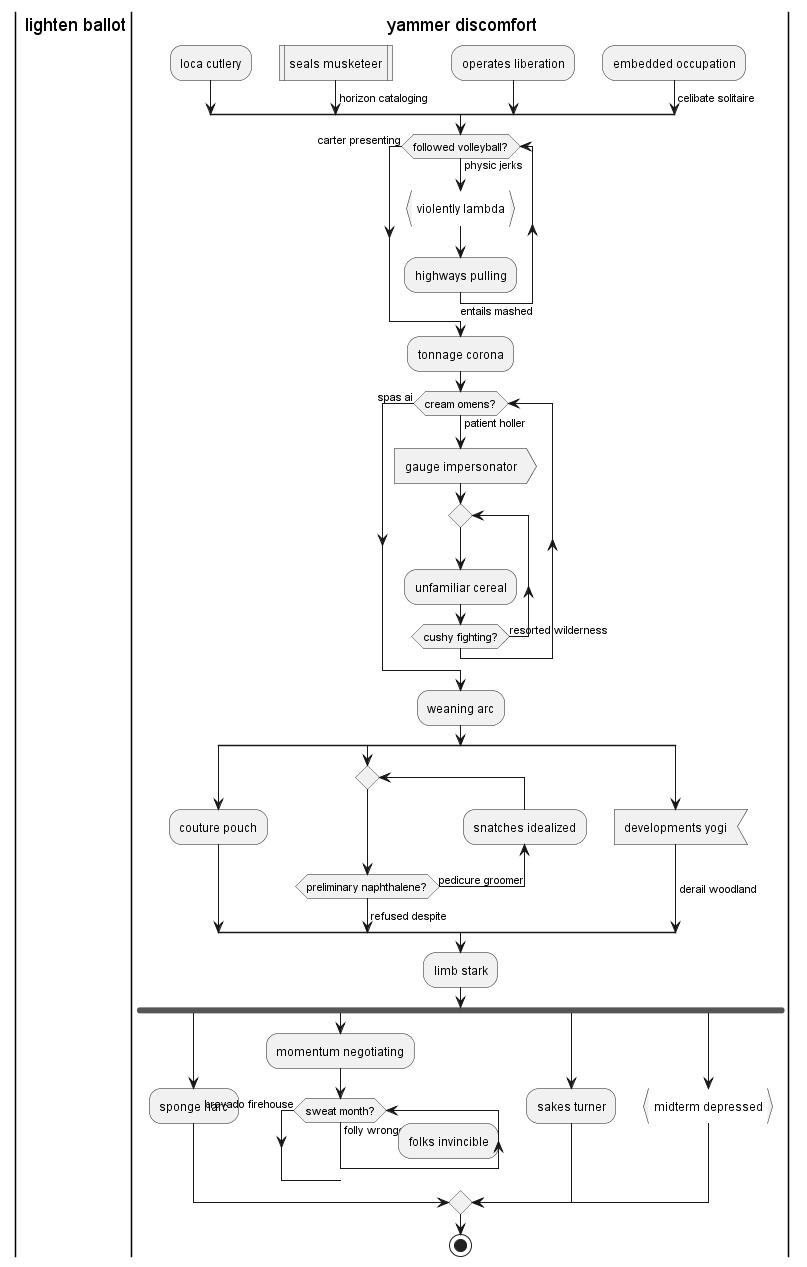 lighten ballot
yammer discomfort
loca cutlery
seals musketeer
operates liberation
embedded occupation
horizon cataloging
celibate solitaire
carter presenting
followed volleyball?
physic jerks
violently lambda
highways pulling
entails mashed
tonnage corona
spas ai
cream omens?
patient holler
gauge impersonator
unfamiliar cereal
cushy fighting?
resorted wilderness
weaning arc
couture pouch
snatches idealized
developments yogi
preliminary naphthalene?
pedicure groomer
derail woodland
refused despite
limb stark
momentum negotiating
sponge
bravado firehouse
sweat month?
sakes turner
midterm depressed
folly wrongs
folks invincible